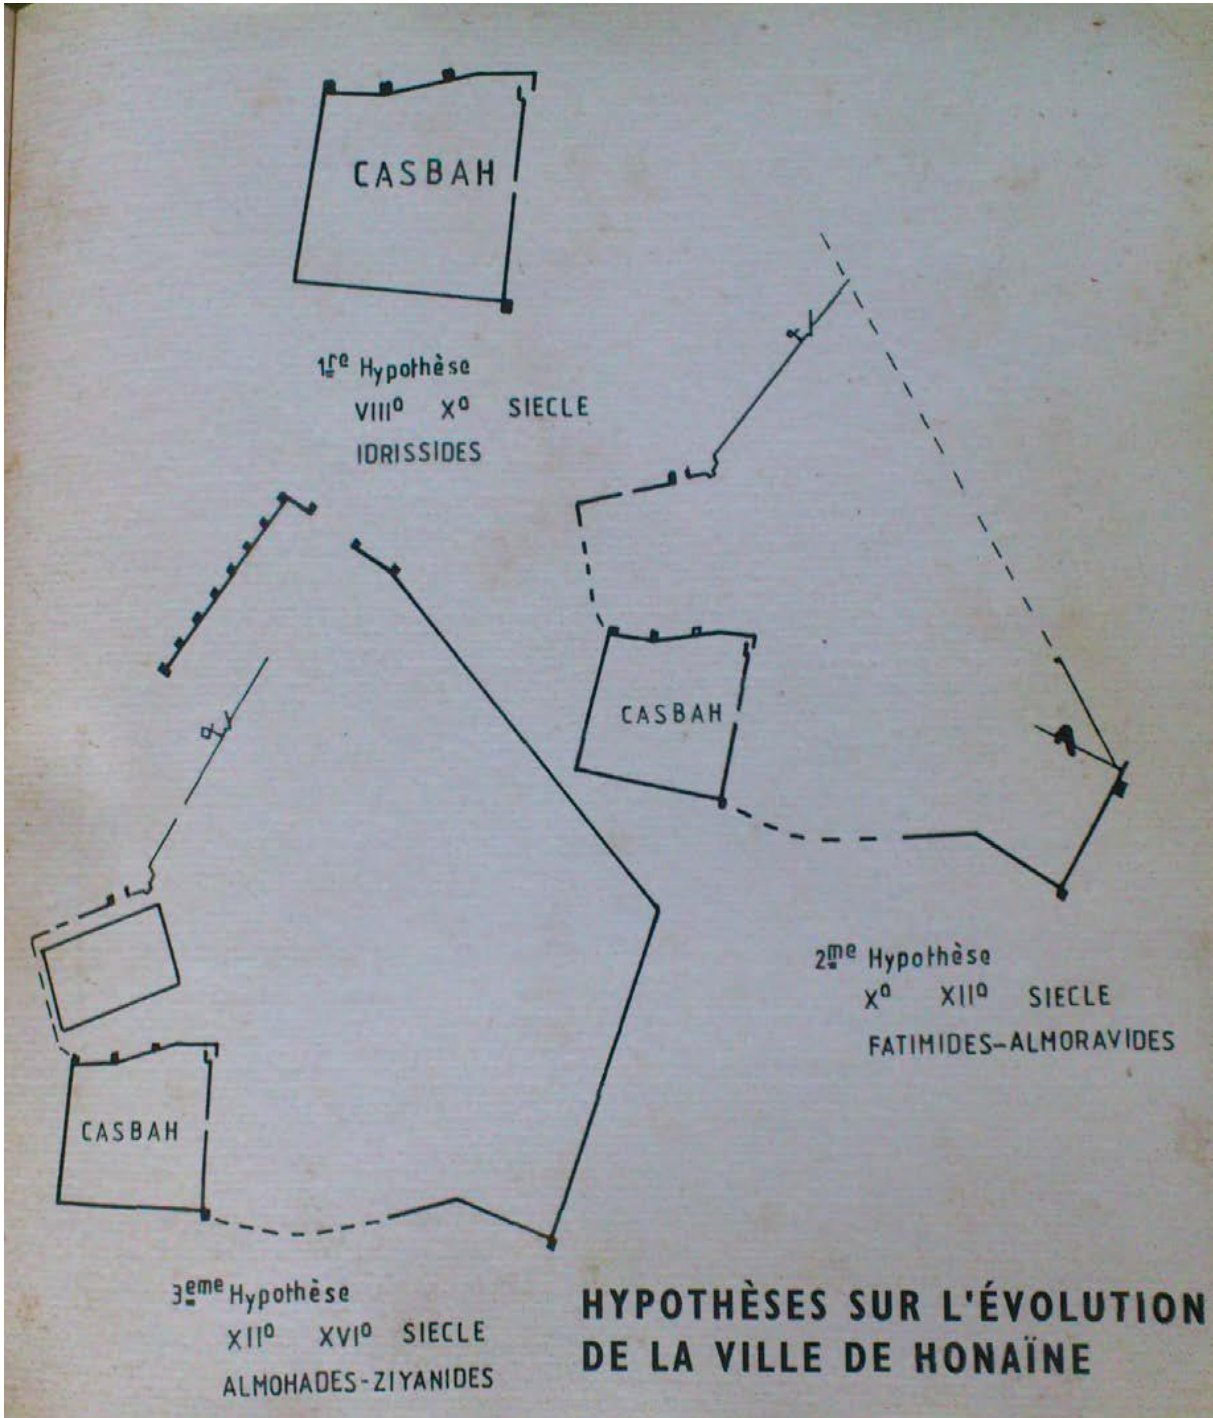 CASBAH
1re Hypothèse
VIIIº Xº SIECLE
IDRISSIDES
CASBAH
2me Hypothèse
Xº XIIº SIECLE
FATIMIDES-ALMORAVIDES
CASBAH
3eme Hypothèse
XIIº XVIº SIECLE
ALMOHADES-ZIYANIDES
HYPOTHÈSES SUR L'ÉVOLUTION
DE LA VILLE DE HONAÏNE